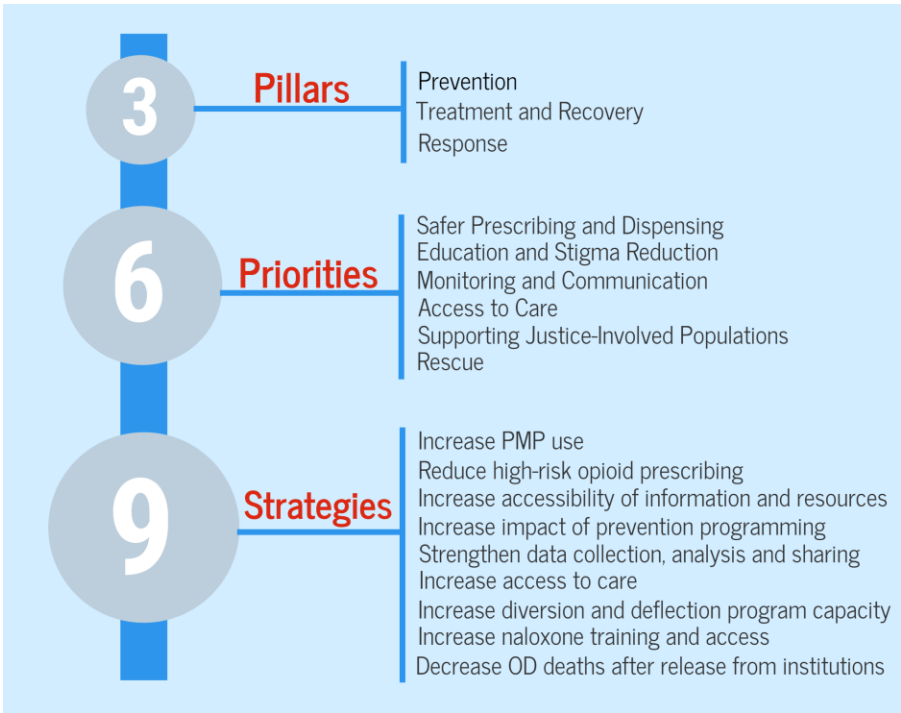 3
Pillars
Prevention
Treatment and Recovery
Response
6
Priorities
Safer Prescribing and Dispensing
Education and Stigma Reduction
Monitoring and Communication
Access to Care
Supporting Justice-Involved Populations
Rescue
9
Strategies
Increase PMP use
Reduce high-risk opioid prescribing
Increase accessibility of information and resources
Increase impact of prevention programming
Strengthen data collection, analysis and sharing
Increase access to care
Increase diversion and deflection program capacity
Increase naloxone training and access
Decrease OD deaths after release from institutions